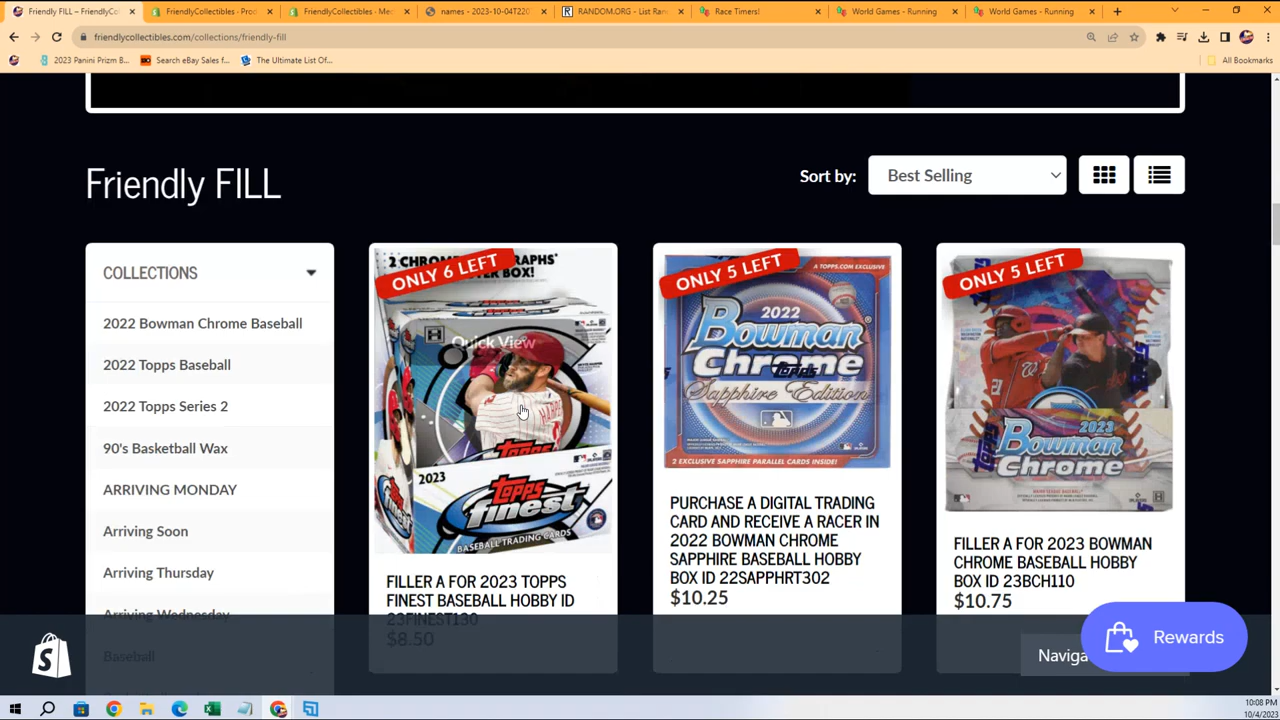 Friendly FILL – FriendlyC
FriendlyCollectibles - Prod
FriendlyCollectibles - Me
names - 2023-10-04T220
RANDOM.ORG - List Ran
Race Timers!
World Games - Running
World Games - Running
friendlycollectibles.com/collections/friendly-fill
2023 Panini Prizm B...
Search eBay Sales f...
The Ultimate List Of...
All Bookmarks
Friendly FILL
Sort by:
Best Selling
COLLECTIONS
2022 Bowman Chrome Baseball
2022 Topps Baseball
2022 Topps Series 2
90's Basketball Wax
ARRIVING MONDAY
Arriving Soon
Arriving Thursday
Arriving Wednesday
Baseball
ONLY 6 LEFT
2 CHROME
BOX!
Quick View
2023
Topps
finest
BASEBALL TRADING CARDS
FILLER A FOR 2023 TOPPS
FINEST BASEBALL HOBBY ID
23FINEST130
$8.50
ONLY 5 LEFT
A TOPPS.COM EXCLUSIVE
2022
Bowman
Chrome
Sapphire Edition
2 EXCLUSIVE SAPPHIRE PARALLEL CARDS INSIDE!
PURCHASE A DIGITAL TRADING
CARD AND RECEIVE A RACER IN
2022 BOWMAN CHROME
SAPPHIRE BASEBALL HOBBY
BOX ID 22SAPPHRT302
$10.25
ONLY 5 LEFT
2023
Bowman
Chrome
FILLER A FOR 2023 BOWMAN
CHROME BASEBALL HOBBY
BOX ID 23BCH110
$10.75
Naviga
Rewards
10:08 PM
10/4/2023